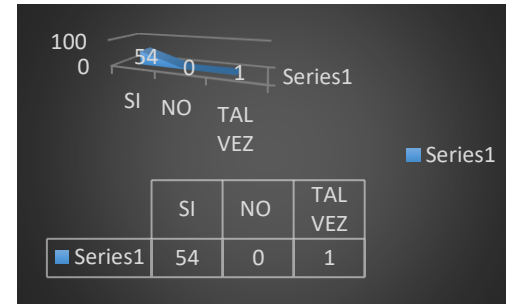 100
0
54
0
1
Series1
SI
NO
TAL
VEZ
Series1
SI NO TAL
VEZ
Series1 54 0 1